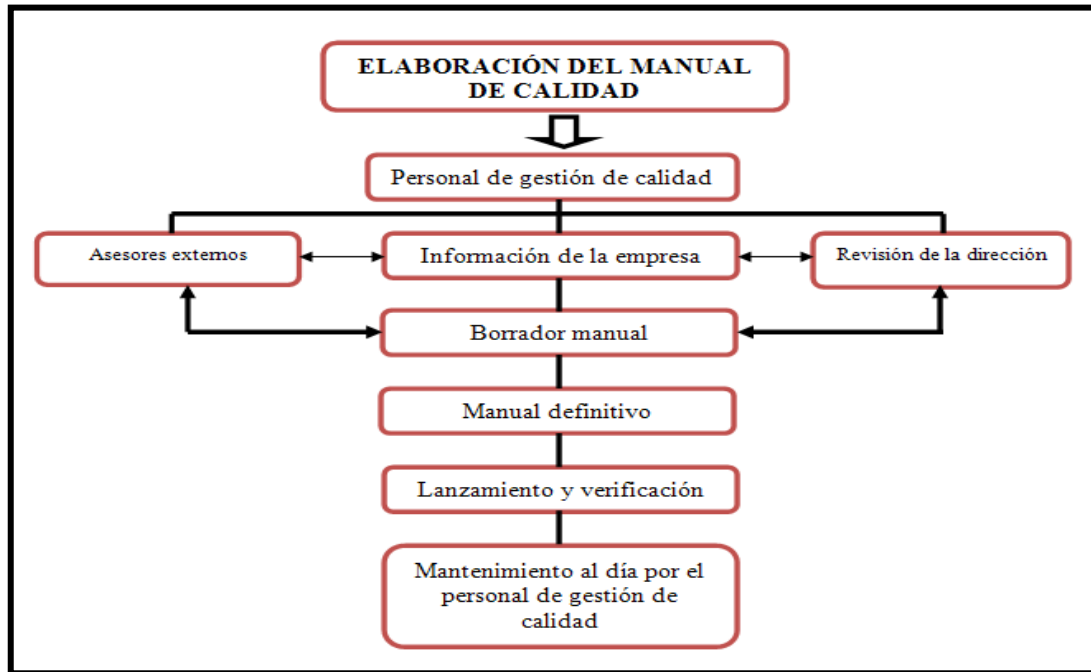 ELABORACIÓN DEL MANUAL
DE CALIDAD
Personal de gestión de calidad
Asesores externos
Información de la empresa
Revisión de la dirección
Borrador manual
Manual definitivo
Lanzamiento y verificación
Mantenimiento al día por el
personal de gestión de
calidad